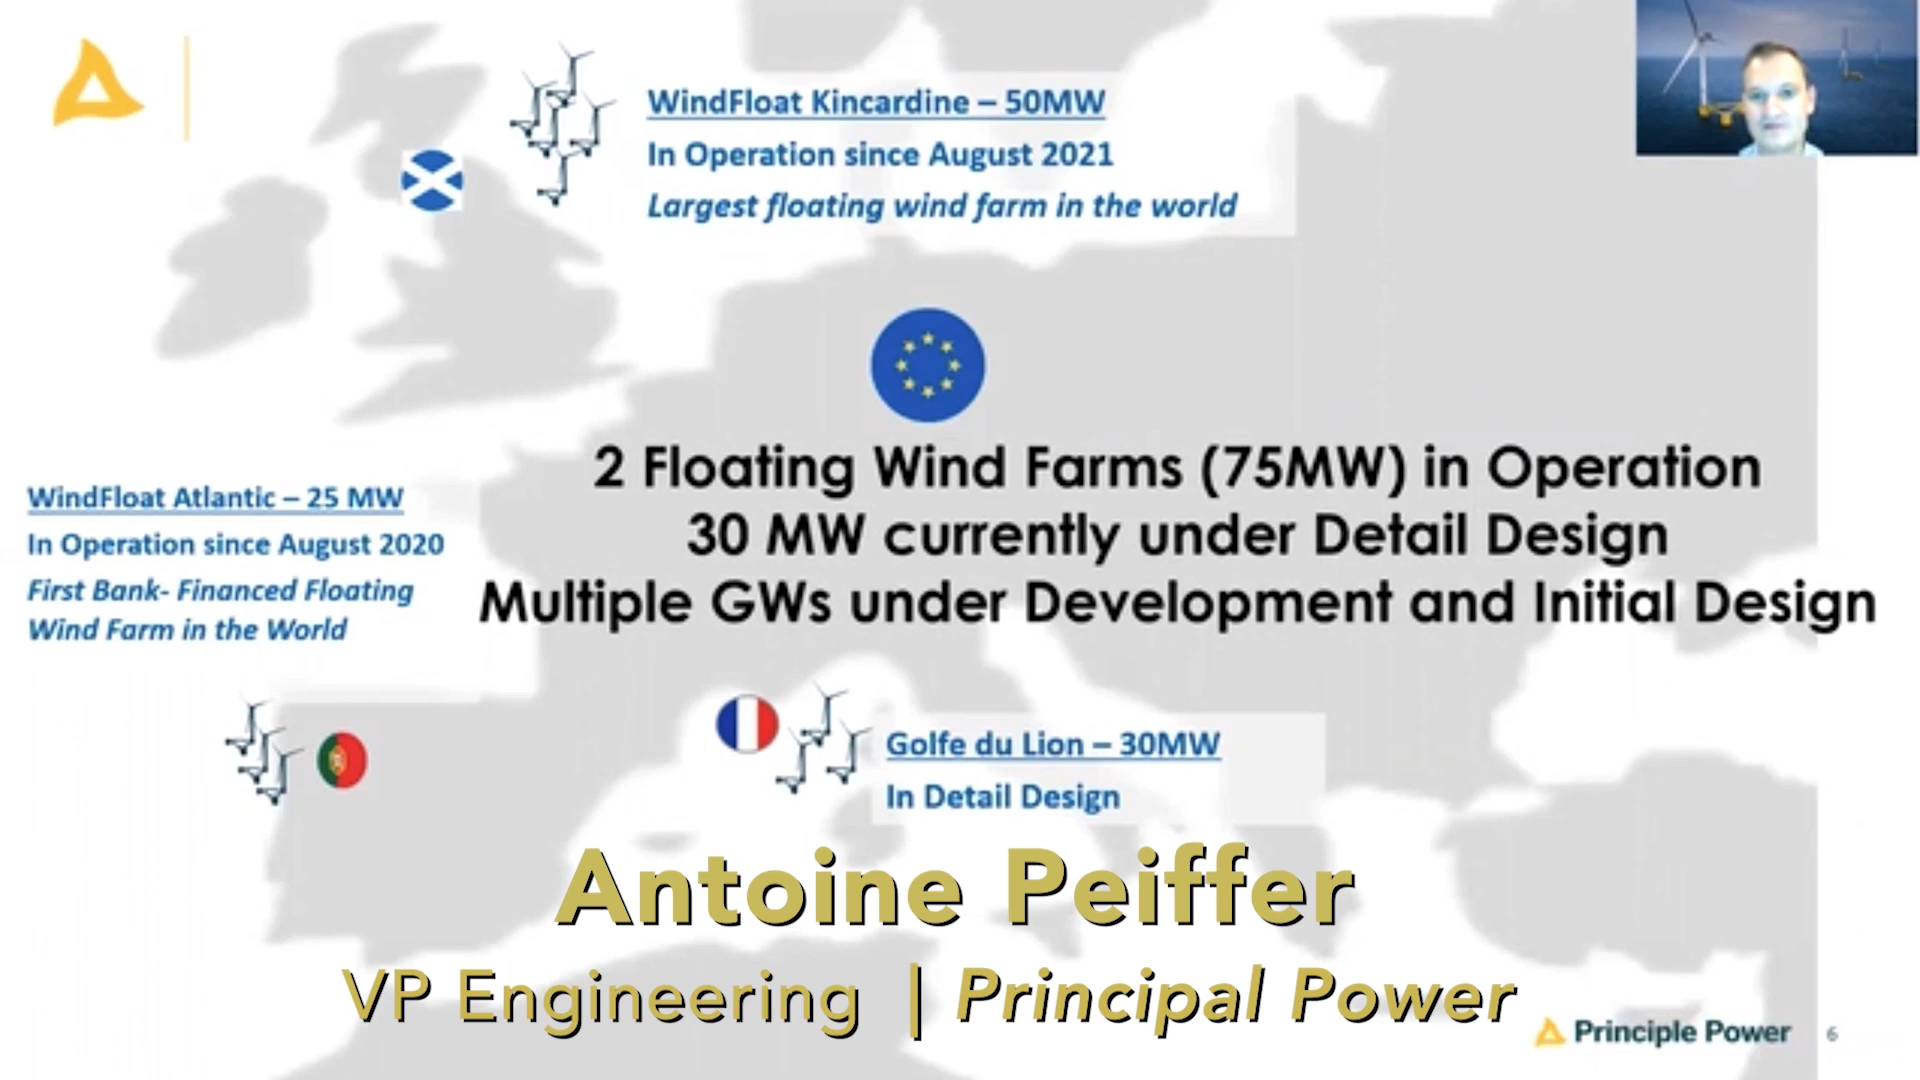 WindFloat Kincardine – 50MW
In Operation since August 2021
Largest floating wind farm in the world
2 Floating Wind Farms (75MW) in Operation
30 MW currently under Detail Design
Multiple GWs under Development and Initial Design
WindFloat Atlantic – 25 MW
In Operation since August 2020
First Bank- Financed Floating
Wind Farm in the World
Golfe du Lion – 30MW
In Detail Design
Antoine Peiffer
VP Engineering | Principal Power
Principle Power 6